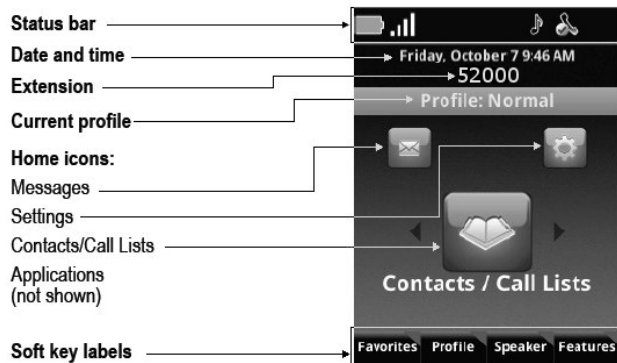 Status bar
Date and time
Extension
Current profile
Home icons:
Messages
Settings
Contacts/Call Lists
Applications
(not shown)
Soft key labels
Friday, October 7 9:46 AM
52000
Profile: Normal
Contacts / Call Lists
Favorites Profile Speaker Features